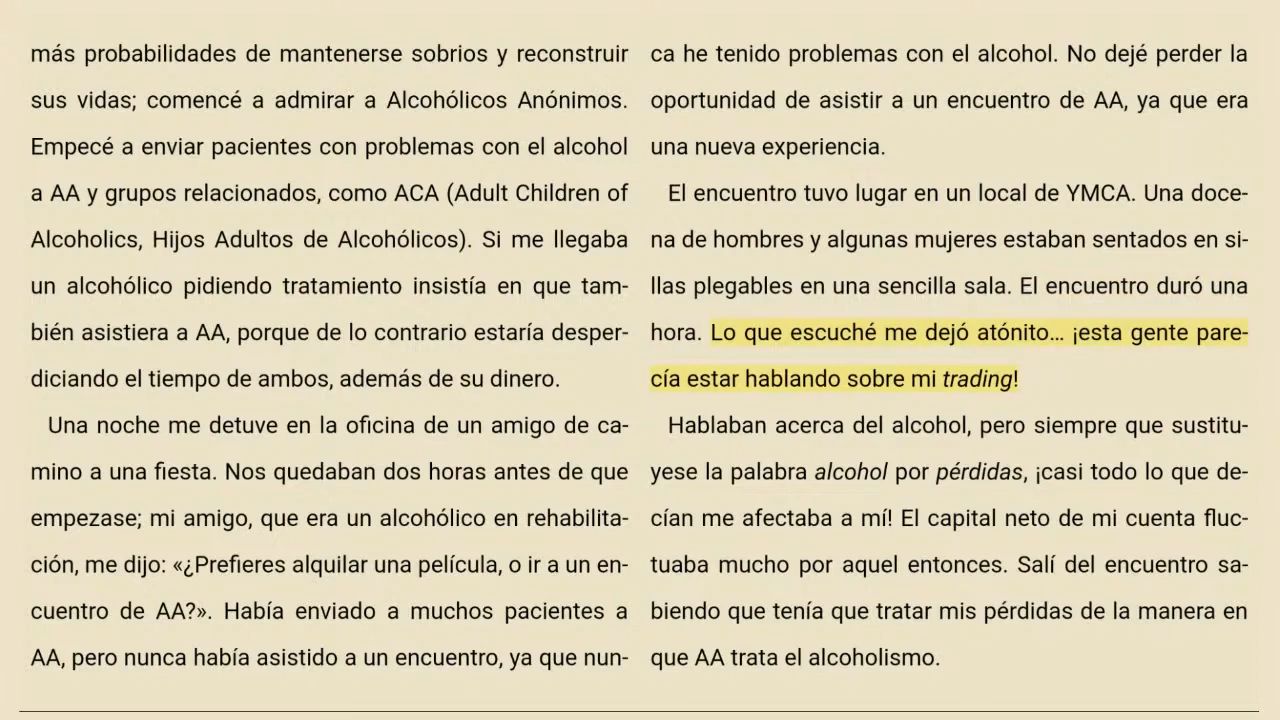 más probabilidades de mantenerse sobrios y reconstruir
sus vidas; comencé a admirar a Alcohólicos Anónimos.
Empecé a enviar pacientes con problemas con el alcohol
a AA y grupos relacionados, como ACA (Adult Children of
Alcoholics, Hijos Adultos de Alcohólicos). Si me llegaba
un alcohólico pidiendo tratamiento insistía en que tam-
bién asistiera a AA, porque de lo contrario estaría desper-
diciando el tiempo de ambos, además de su dinero.
Una noche me detuve en la oficina de un amigo de ca-
mino a una fiesta. Nos quedaban dos horas antes de que
empezase; mi amigo, que era un alcohólico en rehabilita-
ción, me dijo: «¿Prefieres alquilar una película, o ir a un en-
cuentro de AA?». Había enviado a muchos pacientes a
AA, pero nunca había asistido a un encuentro, ya que nun-
ca he tenido problemas con el alcohol. No dejé perder la
oportunidad de asistir a un encuentro de AA, ya que era
una nueva experiencia.
El encuentro tuvo lugar en un local de YMCA. Una doce-
na de hombres y algunas mujeres estaban sentados en si-
llas plegables en una sencilla sala. El encuentro duró una
hora. Lo que escuché me dejó atónito… ¡esta gente pare-
cía estar hablando sobre mi trading!
Hablaban acerca del alcohol, pero siempre que sustitu-
yese la palabra alcohol por pérdidas, ¡casi todo lo que de-
cían me afectaba a mí! El capital neto de mi cuenta fluc-
tuaba mucho por aquel entonces. Salí del encuentro sa-
biendo que tenía que tratar mis pérdidas de la manera en
que AA trata el alcoholismo.